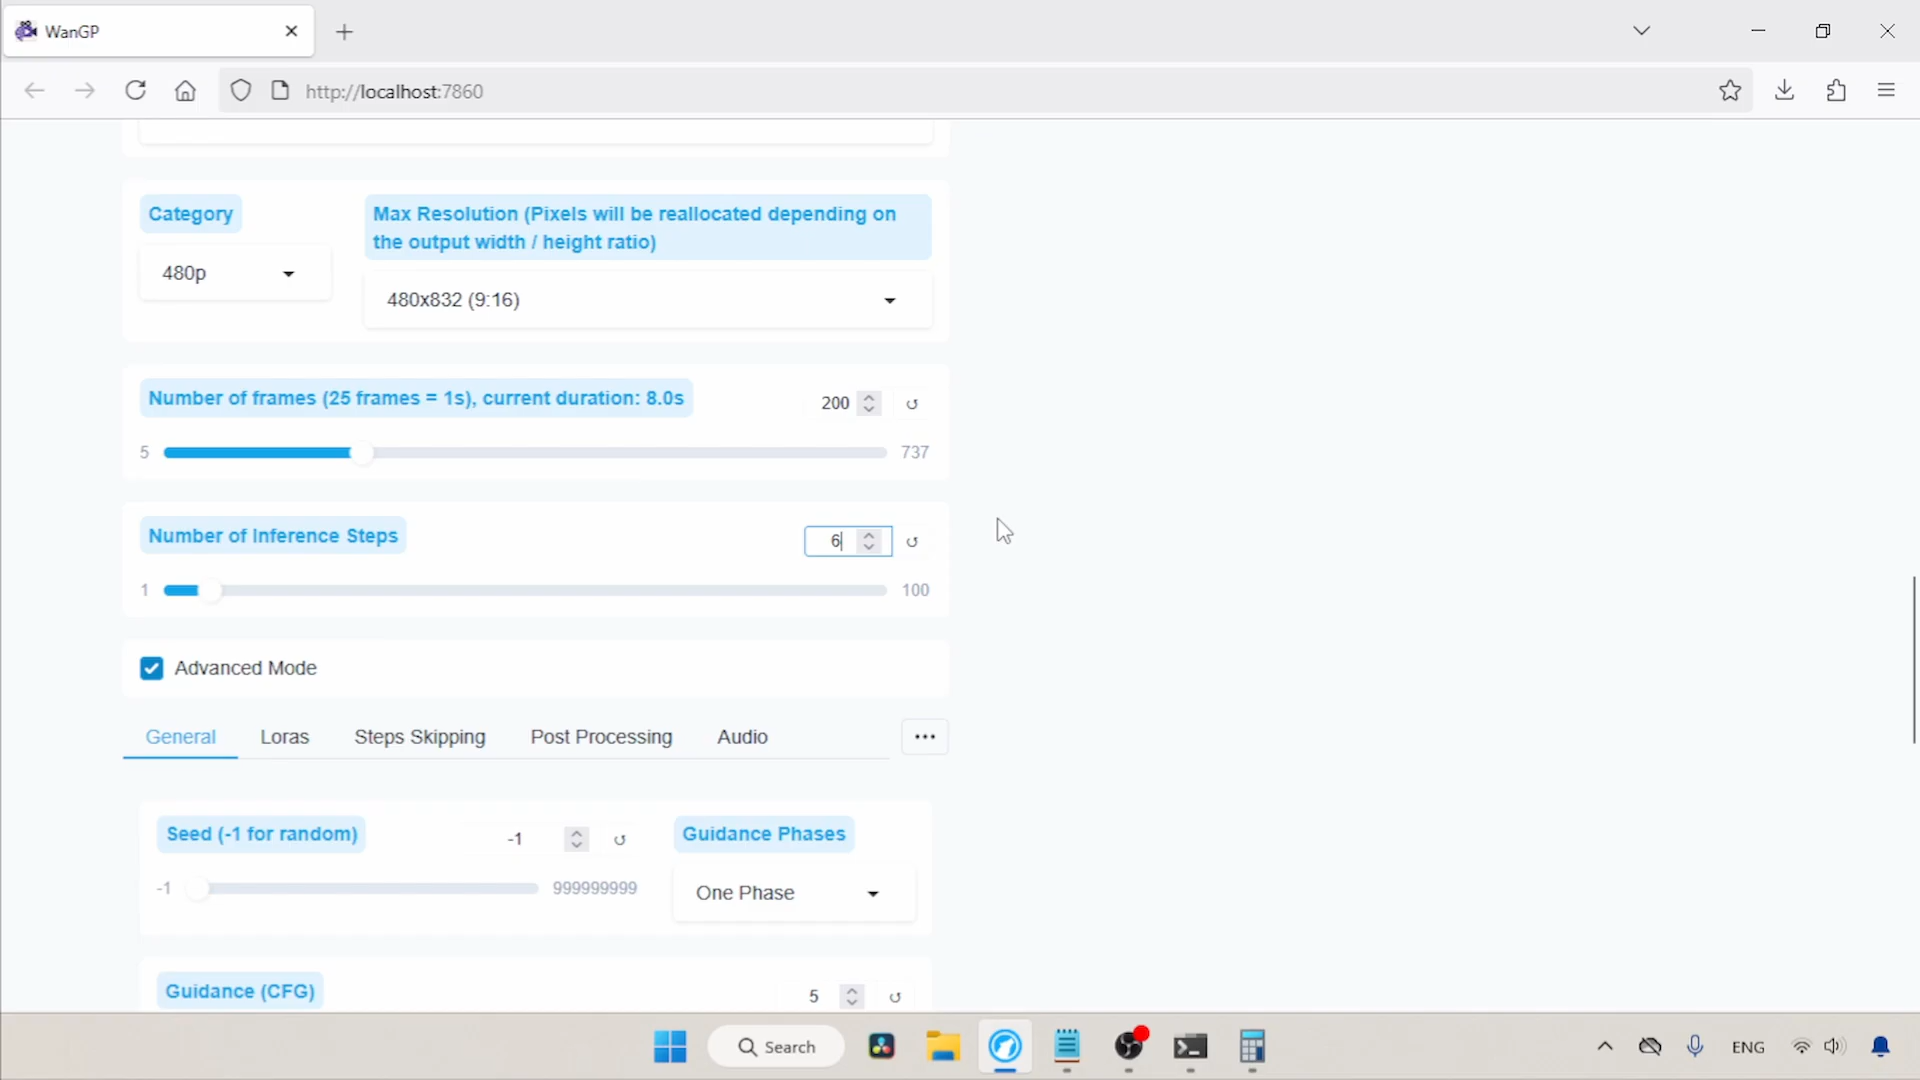 WanGP
http://localhost:7860
Category
Max Resolution (Pixels will be reallocated depending on
the output width / height ratio)
480p
480x832 (9:16)
Number of frames (25 frames = 1s), current duration: 8.0s
200
5
737
Number of Inference Steps
6
1
100
Advanced Mode
General
Loras
Steps Skipping
Post Processing
Audio
Seed (-1 for random)
-1
Guidance Phases
-1
999999999
One Phase
Guidance (CFG)
5
Search
ENG